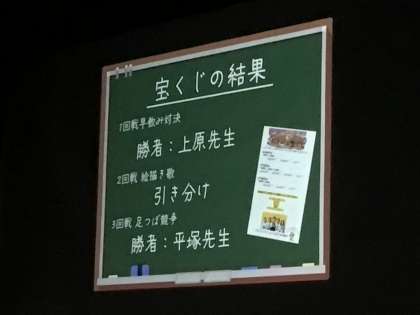 宝くじの結果
1回戦早飲み対決
勝者：上原先生
2回戦 絵描き歌
引き分け
3回戦 足つぼ競争
勝者：平塚先生